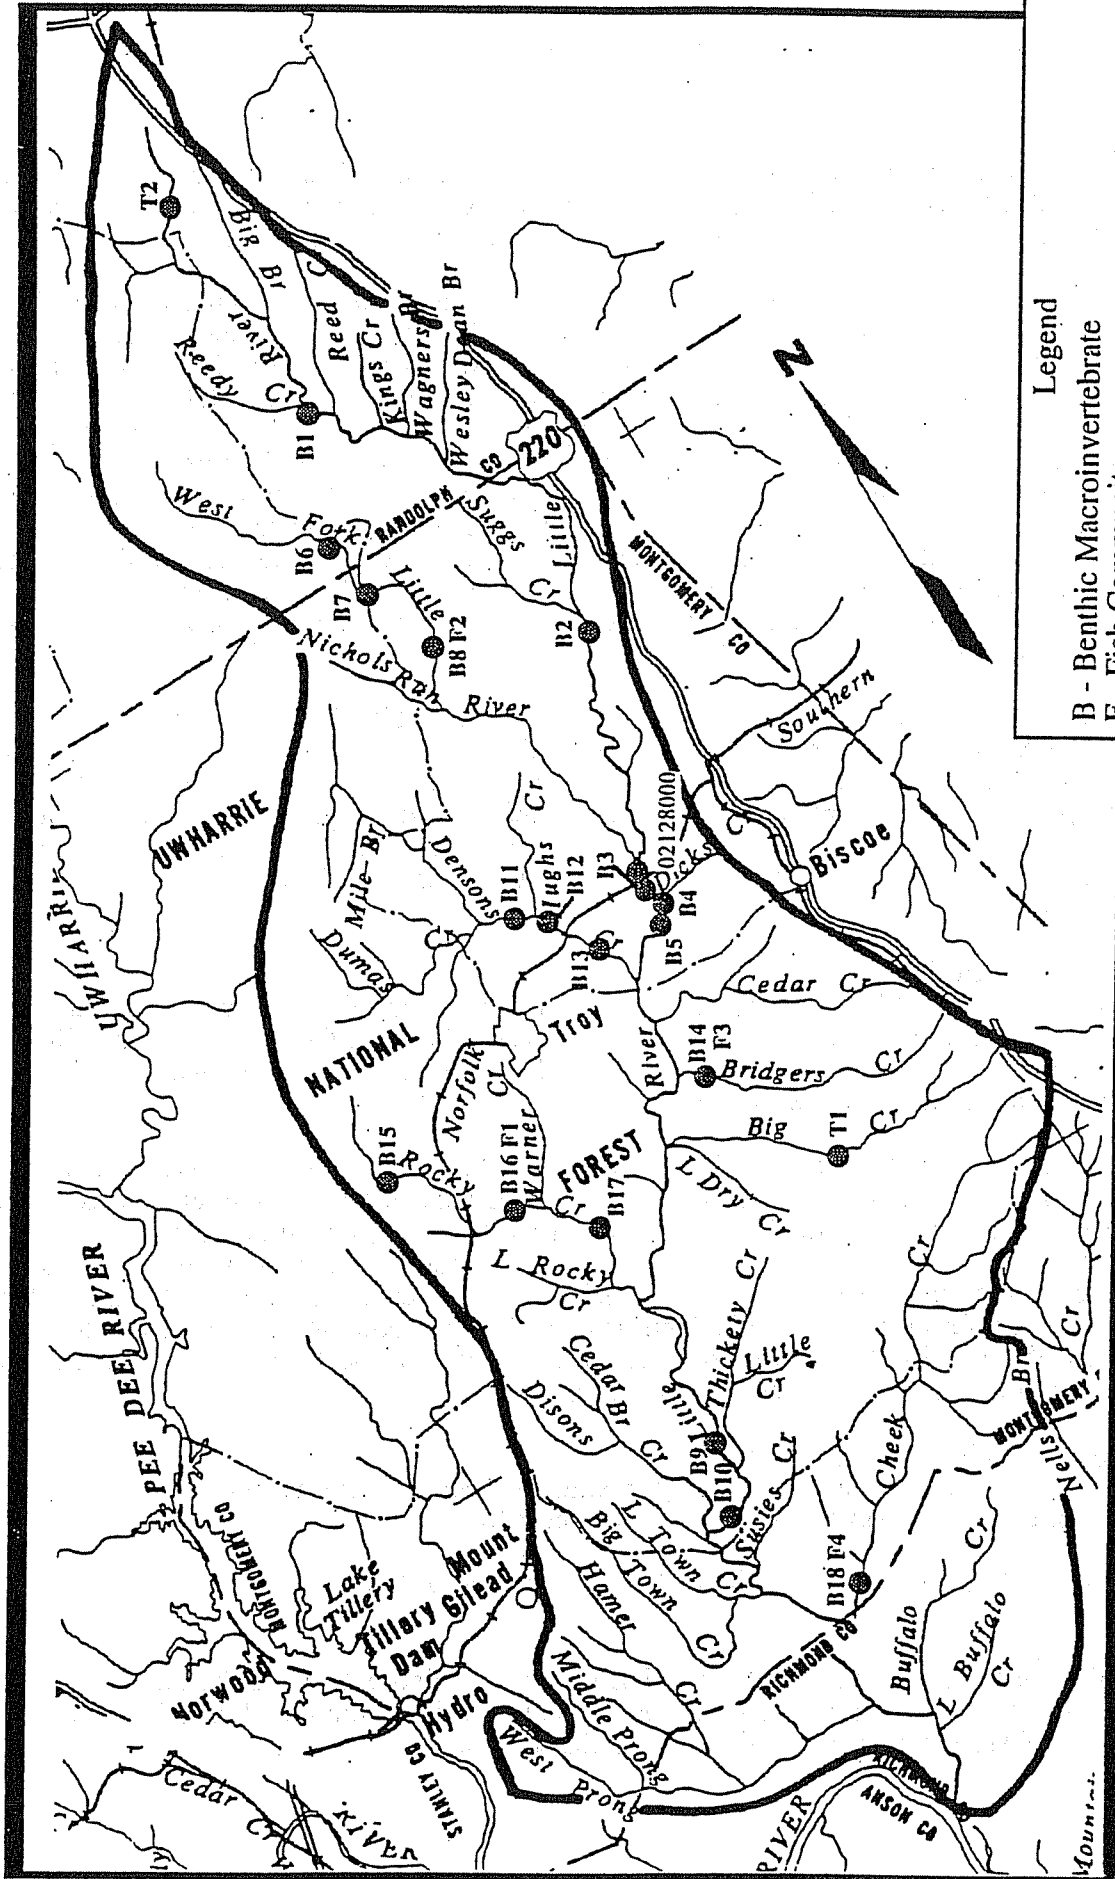 T2
Big Br
River
Reedy
Cr
Reed C
Kings Cr
Wagners Br
Wesley Dean Br
B1
West
Fork
B6
B7
RANDOLPH CO
220
Suggs
Cr
Little
Little
B8 F2
B2
Nichols Run
River
MONTGOMERY CO
N
Southern
UWHARRIE
UWHARRI
Mile Br
Densons
Cr
Dumas
Cr
B11
B12
B3
02128000
Dicks
C
B4
B5
B13
Cr
Biscoe
Cedar Cr
NATIONAL
Troy
River
B14
F3
Bridgers
Cr
Norfolk
Big
T1
Cr
B15
Rocky
B16 F1
Warner
Cr
B17
FOREST
L Dry
Cr
L Rocky
Cr
PEE DEE RIVER
Thickety Cr
Little
Cr
Cr
Cr
Cedar Br
Disons
Cr
Little
B9
B10
Susies
Cr
Cheek
Br
MONTGOMERY
Nells
Big Town
Cr
L Town
Cr
Hamer
Cr
B18 F4
MONTGOMERY CO
Lake
Tillery
Mount
Gilead
Tillery
Dam
Norwood
Hydro
STANLEY CO
Middle Prong
West
Prong
RICHMOND CO
Buffalo
L Buffalo
Cr
Cr
RICHMOND
ANSON CO
RIVER
Cedar
Cr
RIVER
ly
Legend
B - Benthic Macroinvertebrate